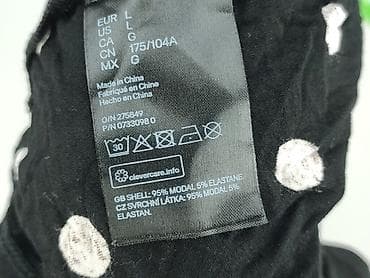 EUR L
US L
CA G
CN 175/104A
MX G
Made in China
Fabriqué en Chine
Hecho en China
O/N 275849
P/N 0733098 0
30
clevercare.info
GB SHELL: 95% MODAL 5% ELASTANE
CZ SVRCHNÍ LÁTKA: 95% MODAL 5%
ELASTAN.